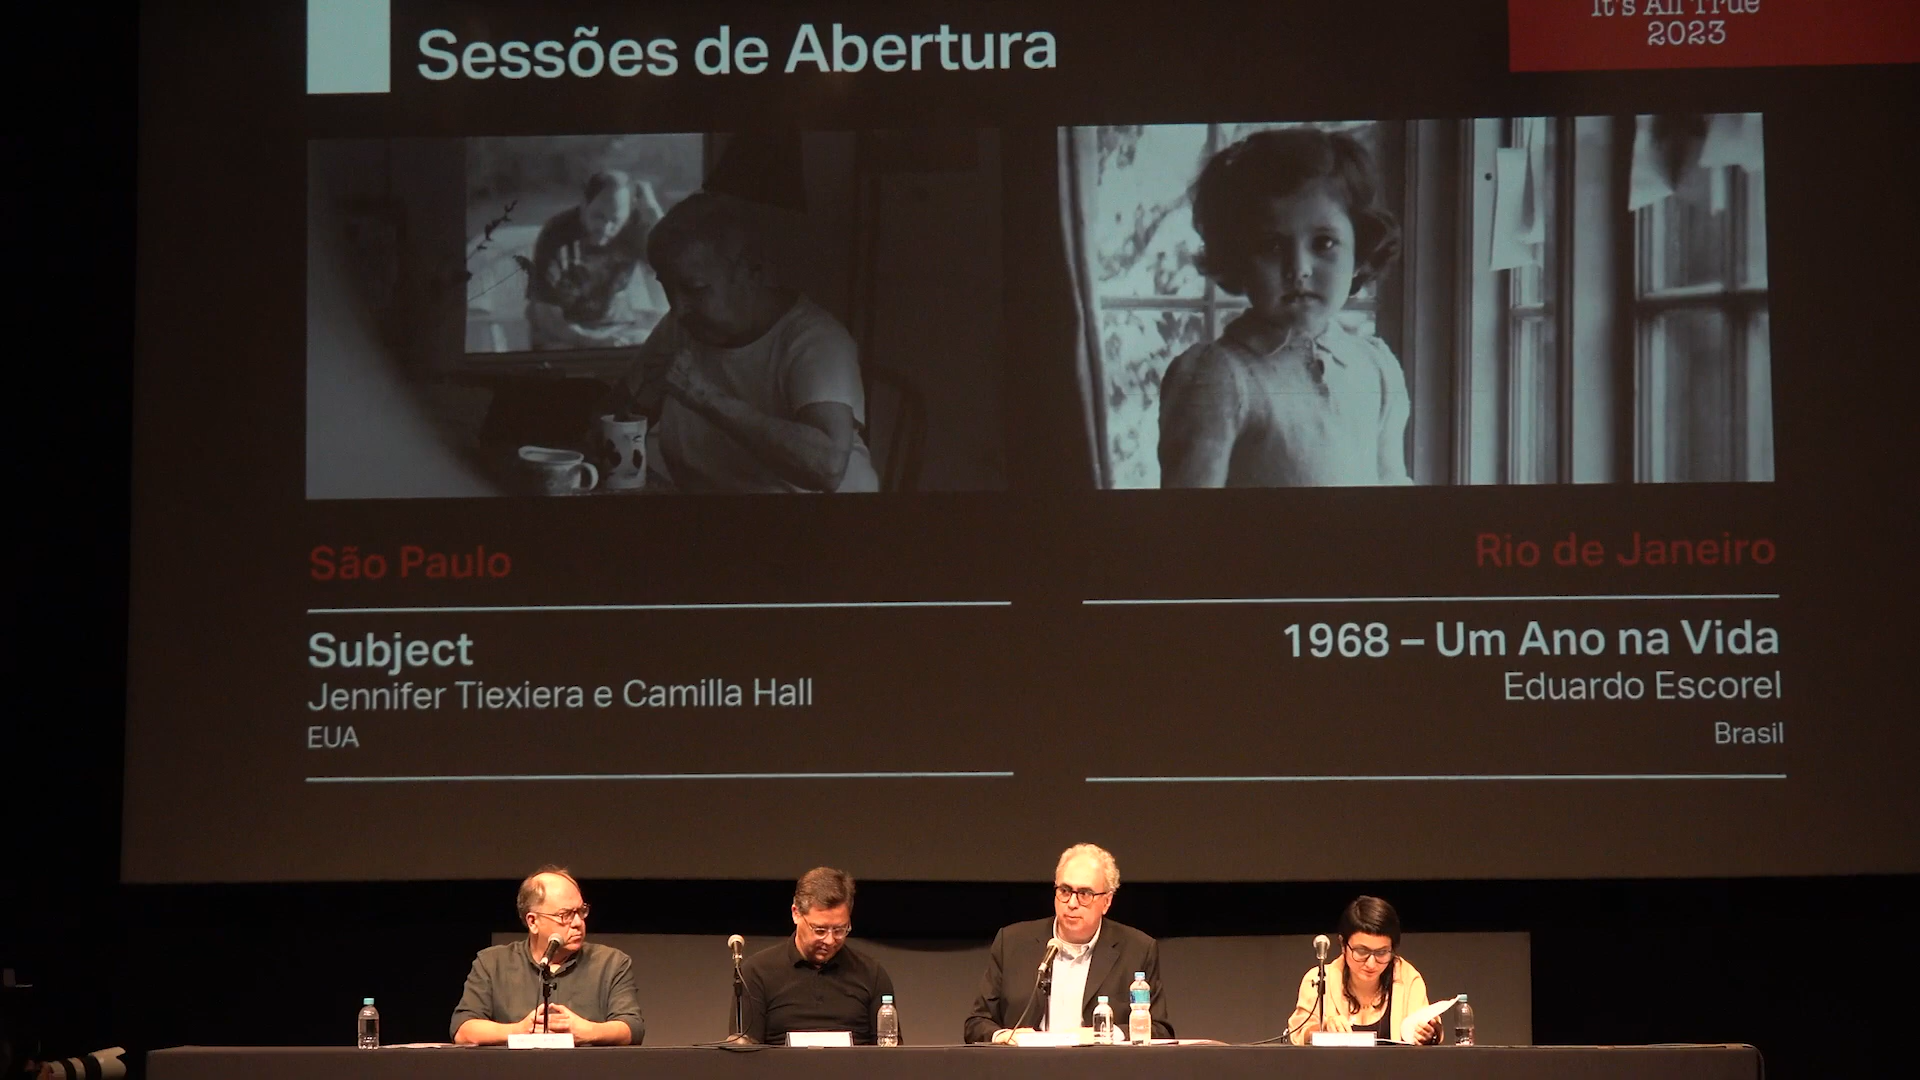 It's All True
2023
Sessões de Abertura
São Paulo
Subject
Jennifer Tiexiera e Camilla Hall
EUA
Rio de Janeiro
1968 – Um Ano na Vida
Eduardo Escorel
Brasil